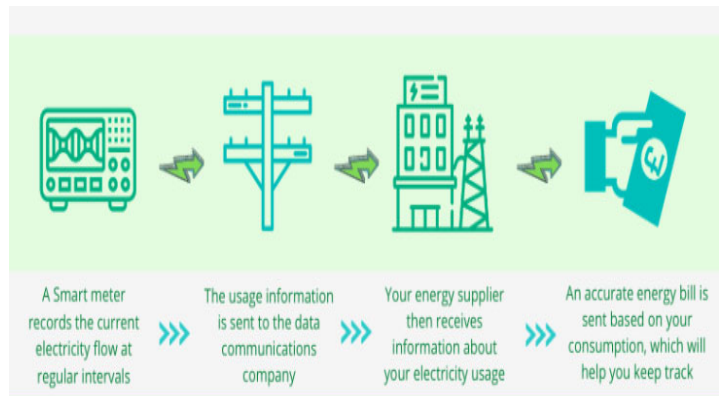 A Smart meter
records the current
electricity flow at
regular intervals
The usage information
is sent to the data
communications
company
Your energy supplier
then receives
information about
your electricity usage
An accurate energy bill is
sent based on your
consumption, which will
help you keep track